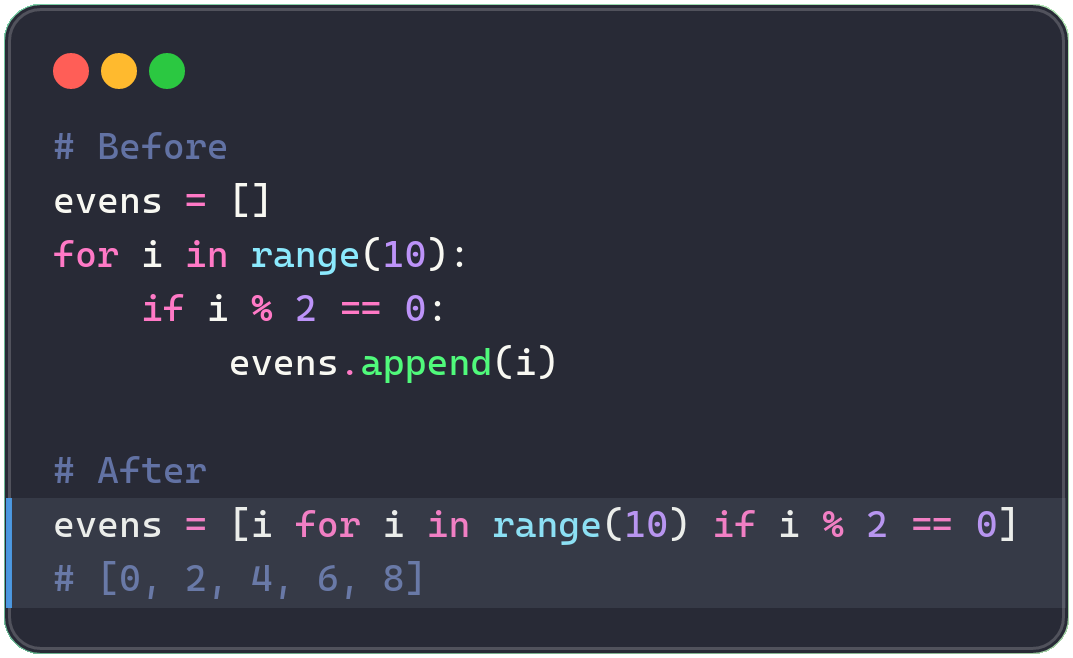 # Before
evens = []
for i in range(10):
    if i % 2 == 0:
        evens.append(i)

# After
evens = [i for i in range(10) if i % 2 == 0]
# [0, 2, 4, 6, 8]